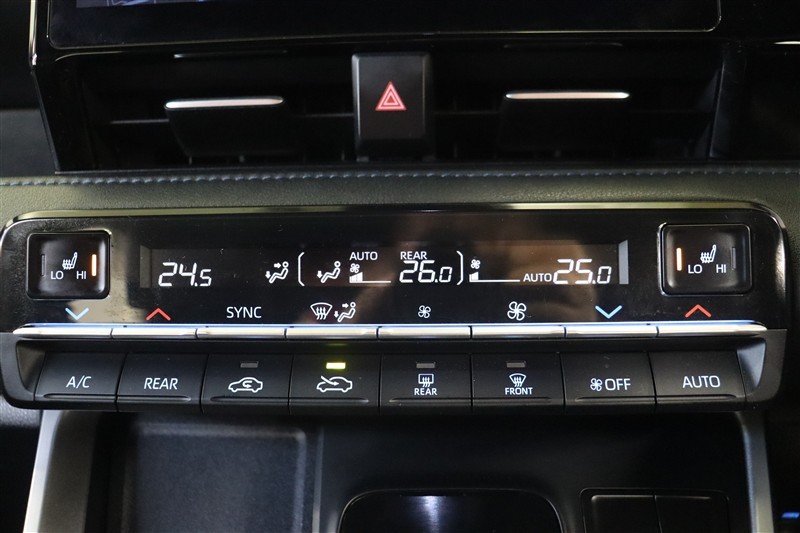 AUTO REAR
LO HI 24.5 26.0 AUTO 25.0 LO HI
SYNC
A/C REAR REAR FRONT OFF AUTO